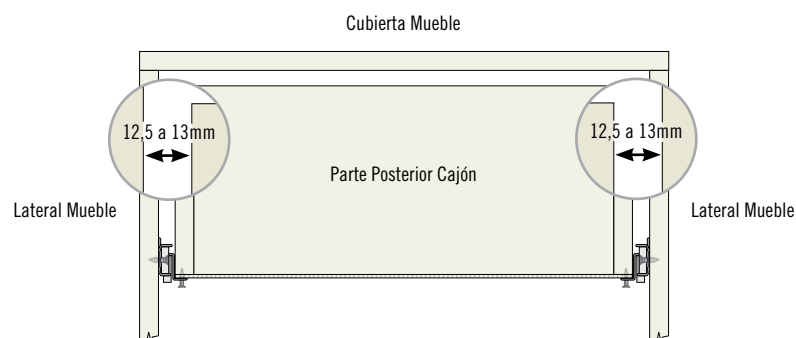 Cubierta Mueble
12,5 a 13mm
12,5 a 13mm
Parte Posterior Cajón
Lateral Mueble
Lateral Mueble